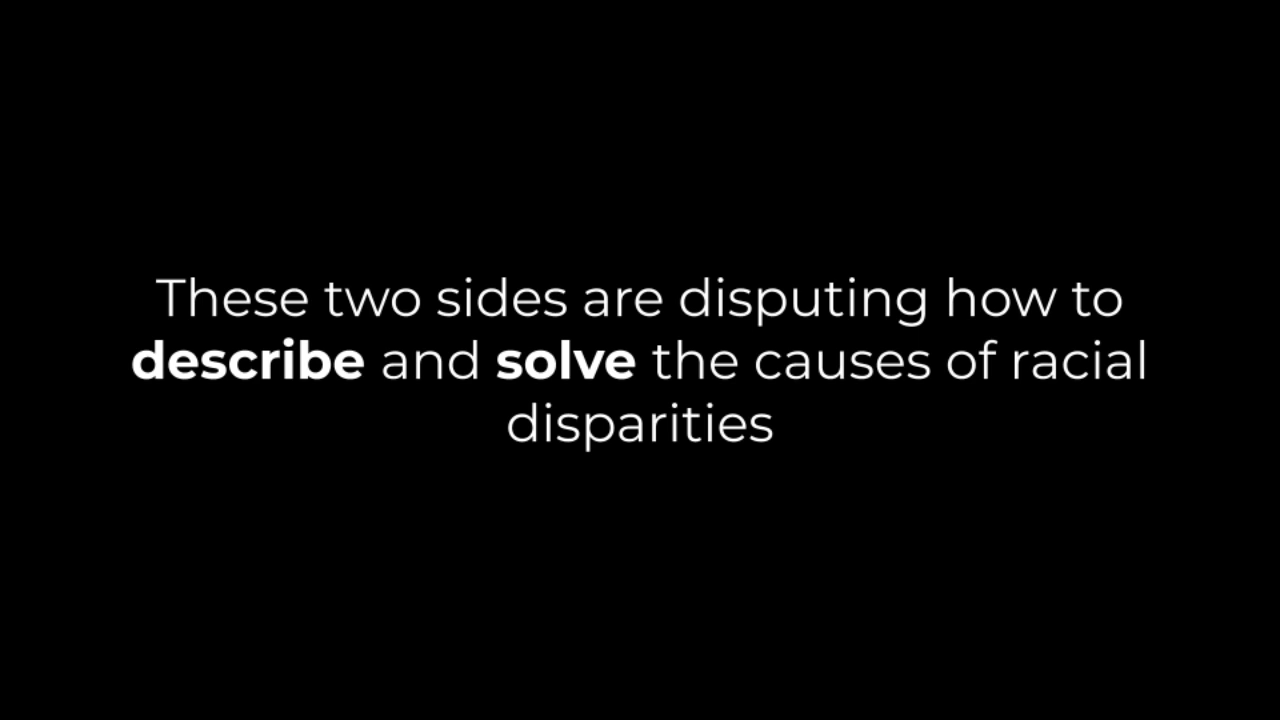 These two sides are disputing how to
describe and solve the causes of racial
disparities